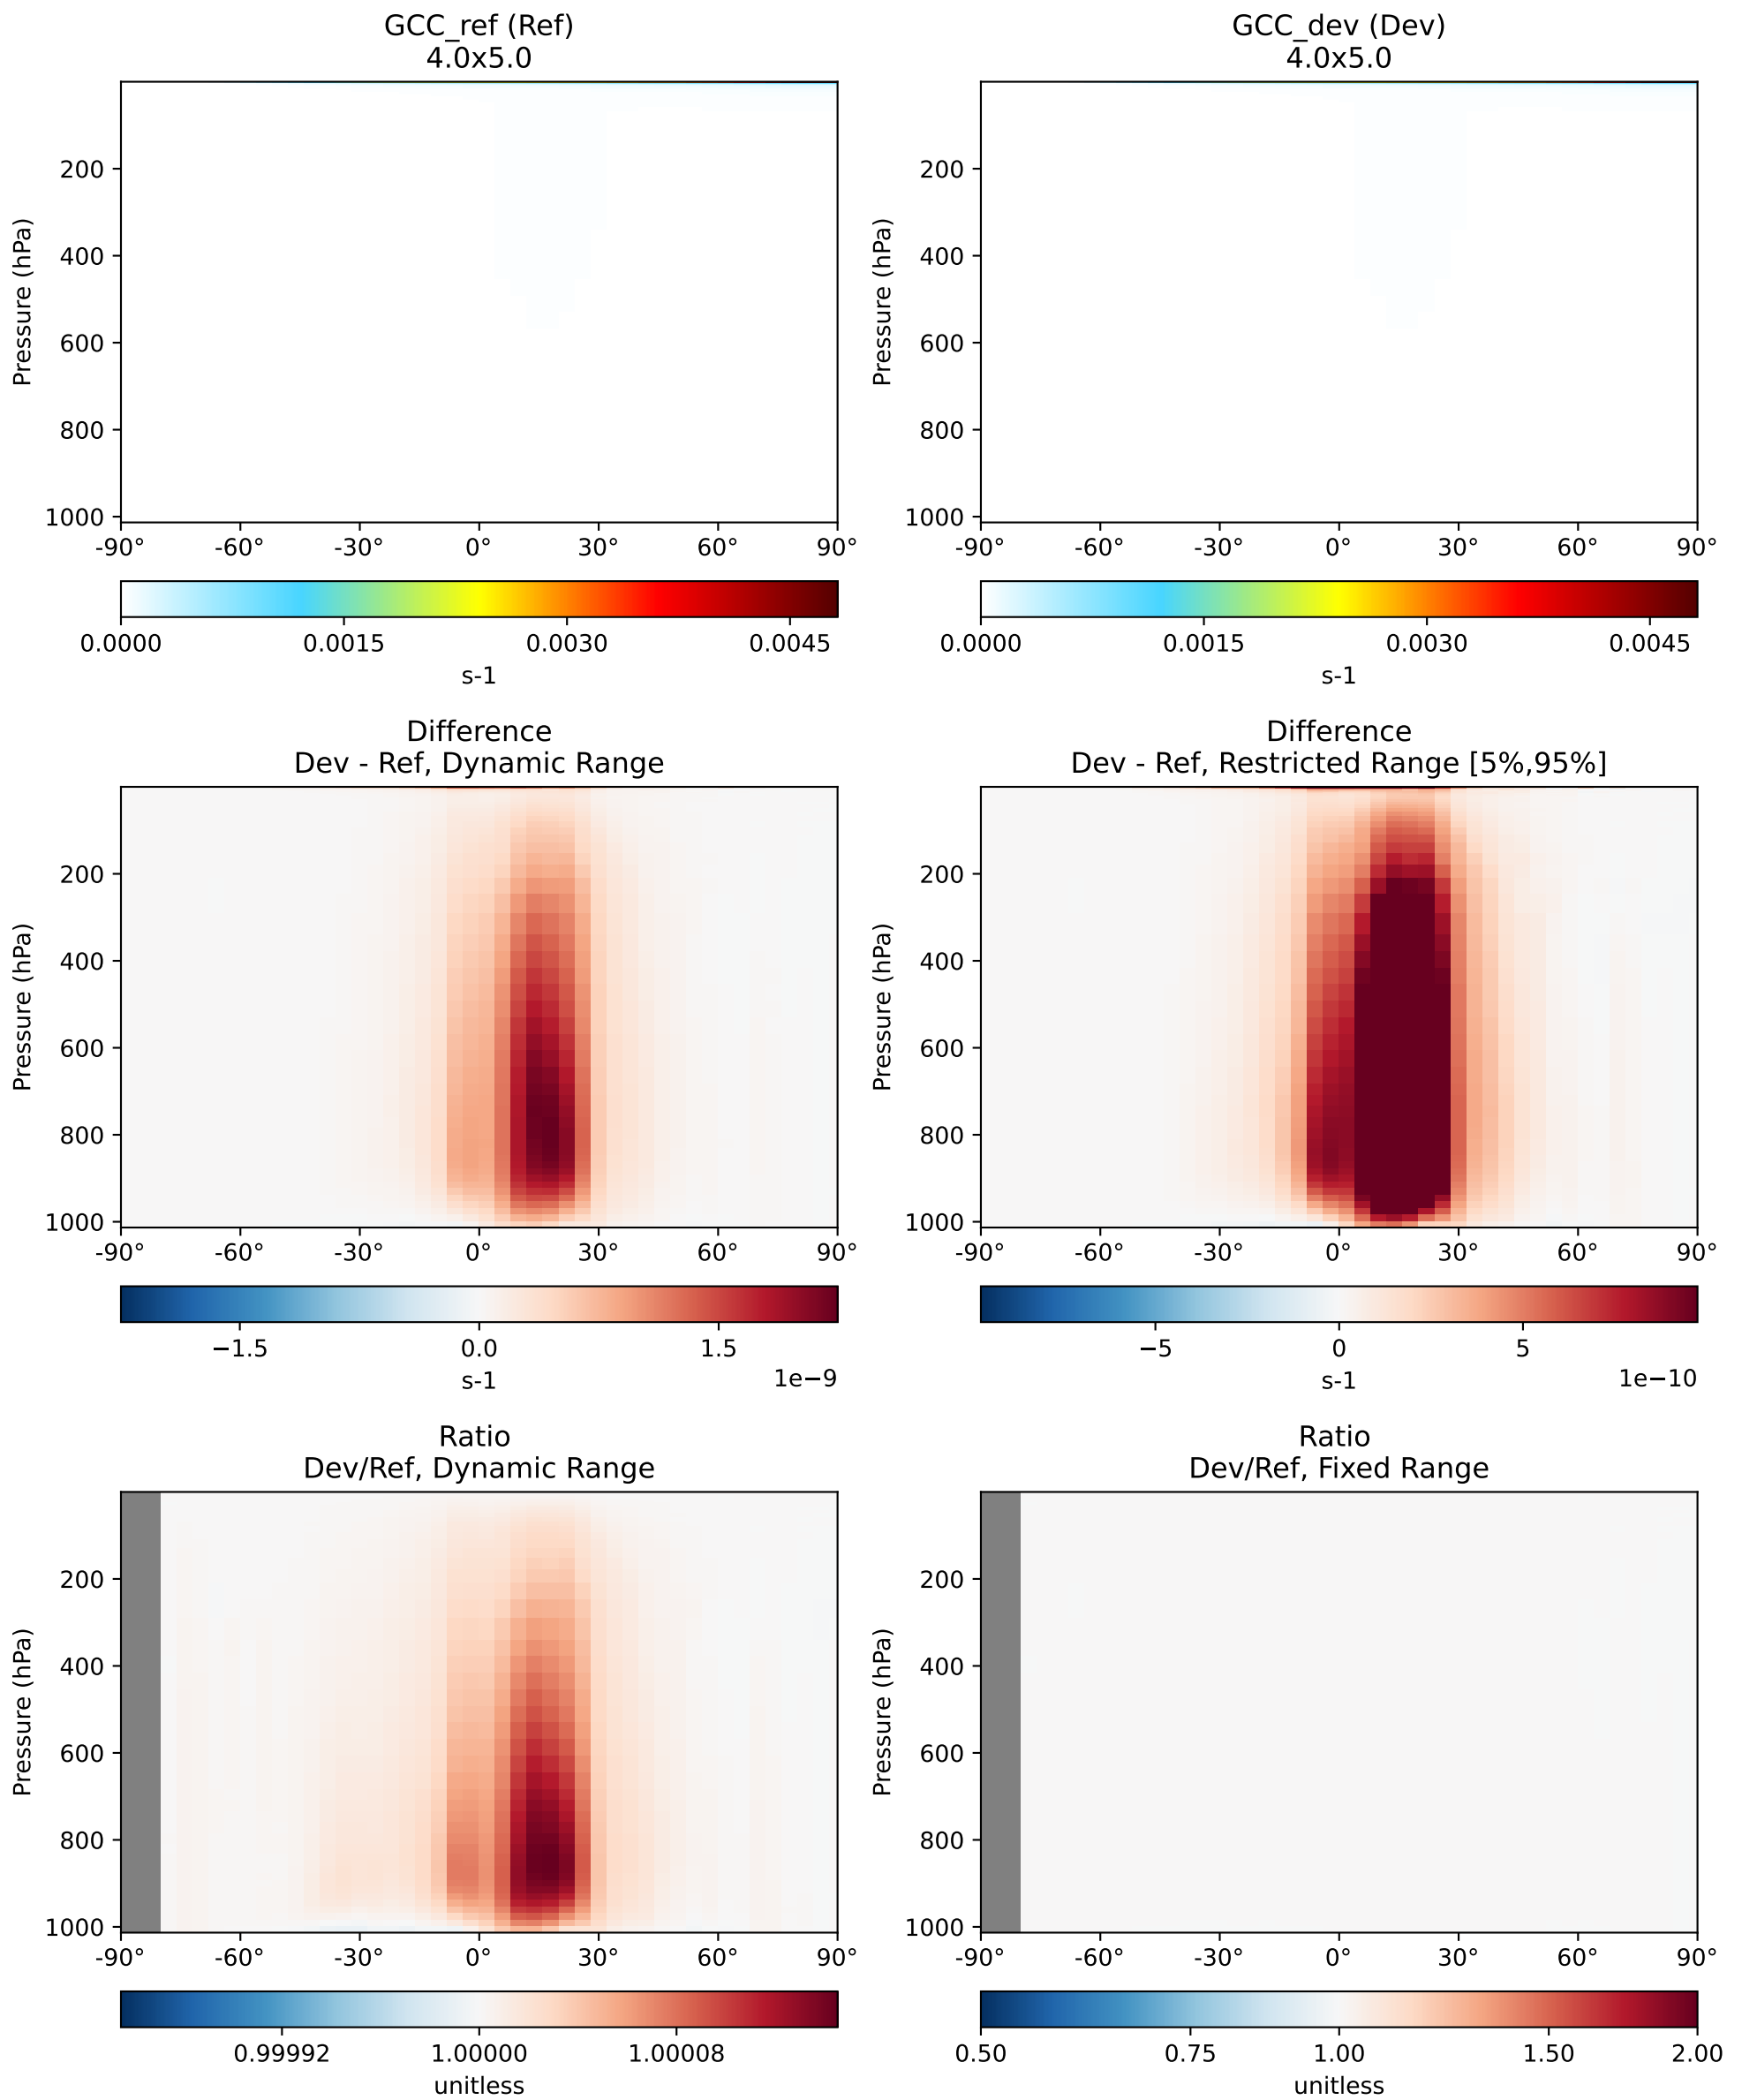 GCC_ref (Ref)
4.0x5.0
Pressure (hPa)
200
400
600
800
1000
-90° -60° -30° 0° 30° 60° 90°
0.0000 0.0015 0.0030 0.0045
s-1
GCC_dev (Dev)
4.0x5.0
Pressure (hPa)
200
400
600
800
1000
-90° -60° -30° 0° 30° 60° 90°
0.0000 0.0015 0.0030 0.0045
s-1
Difference
Dev - Ref, Dynamic Range
Pressure (hPa)
200
400
600
800
1000
-90° -60° -30° 0° 30° 60° 90°
−1.5 0.0 1.5
s-1 1e−9
Difference
Dev - Ref, Restricted Range [5%,95%]
Pressure (hPa)
200
400
600
800
1000
-90° -60° -30° 0° 30° 60° 90°
−5 0 5
s-1 1e−10
Ratio
Dev/Ref, Dynamic Range
Pressure (hPa)
200
400
600
800
1000
-90° -60° -30° 0° 30° 60° 90°
0.99992 1.00000 1.00008
unitless
Ratio
Dev/Ref, Fixed Range
Pressure (hPa)
200
400
600
800
1000
-90° -60° -30° 0° 30° 60° 90°
0.50 0.75 1.00 1.50 2.00
unitless